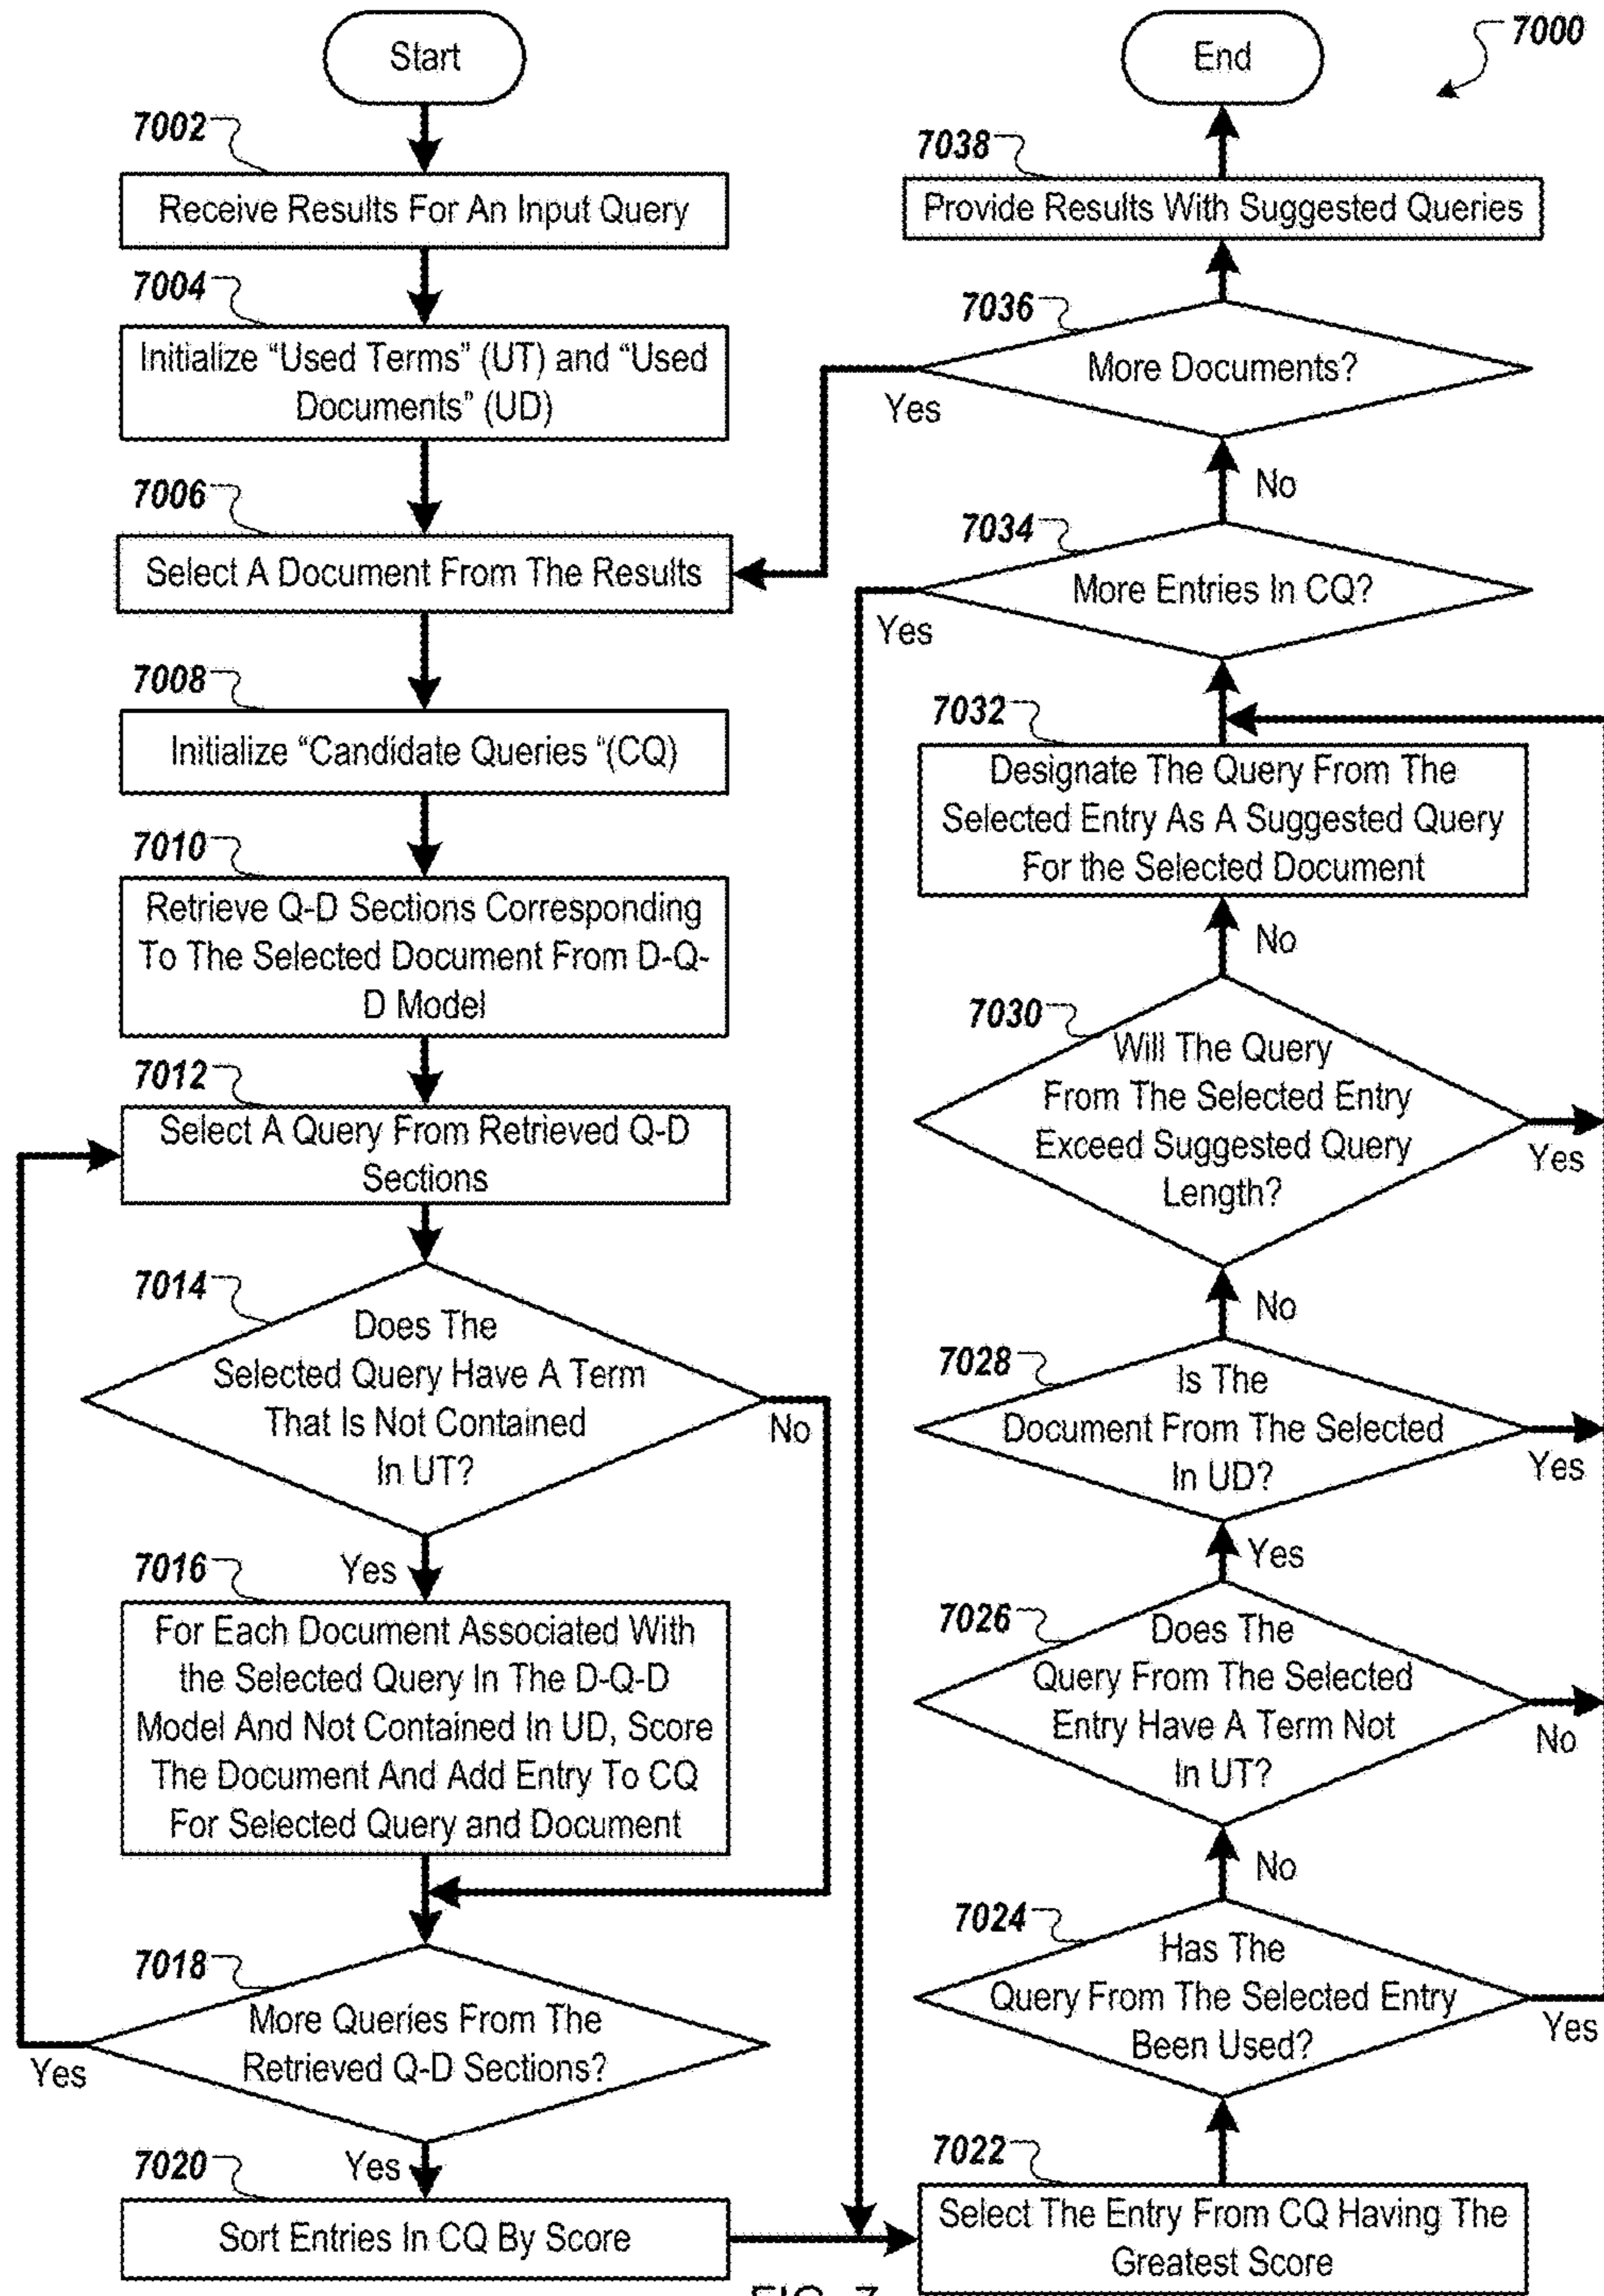 Start
7002
Receive Results For An Input Query
7004
Initialize “Used Terms” (UT) and “Used
Documents” (UD)
7006
Select A Document From The Results
7008
Initialize “Candidate Queries “(CQ)
7010
Retrieve Q-D Sections Corresponding
To The Selected Document From D-Q-
D Model
7012
Select A Query From Retrieved Q-D
Sections
7014
Does The
Selected Query Have A Term
That Is Not Contained
In UT?
No
Yes
7016
For Each Document Associated With
the Selected Query In The D-Q-D
Model And Not Contained In UD, Score
The Document And Add Entry To CQ
For Selected Query and Document
7018
More Queries From The
Retrieved Q-D Sections?
Yes
Yes
7020
Sort Entries In CQ By Score
7000
End
7038
Provide Results With Suggested Queries
7036
More Documents?
Yes
No
7034
More Entries In CQ?
Yes
7032
Designate The Query From The
Selected Entry As A Suggested Query
For the Selected Document
No
7030
Will The Query
From The Selected Entry
Exceed Suggested Query
Length?
Yes
No
7028
Is The
Document From The Selected
In UD?
Yes
Yes
7026
Does The
Query From The Selected
Entry Have A Term Not
In UT?
No
No
7024
Has The
Query From The Selected Entry
Been Used?
Yes
7022
Select The Entry From CQ Having The
Greatest Score
FIG. 7